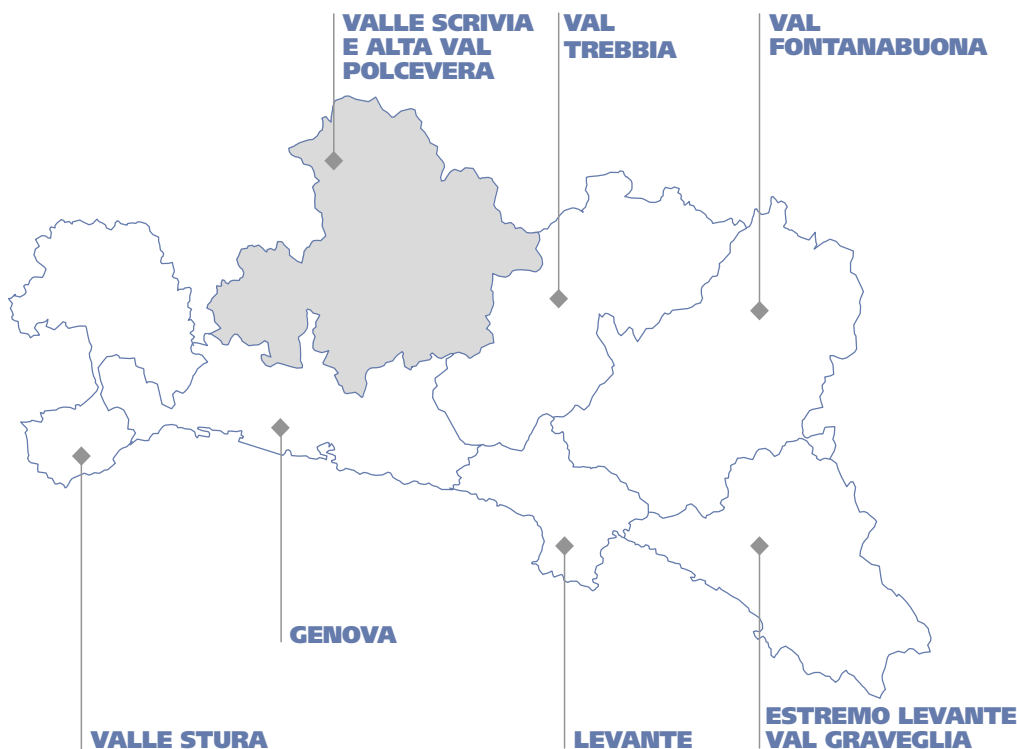 VALLE SCRIVIA
E ALTA VAL
POLCEVERA
VAL
TREBBIA
VAL
FONTANABUONA
GENOVA
VALLE STURA
LEVANTE
ESTREMO LEVANTE
VAL GRAVEGLIA